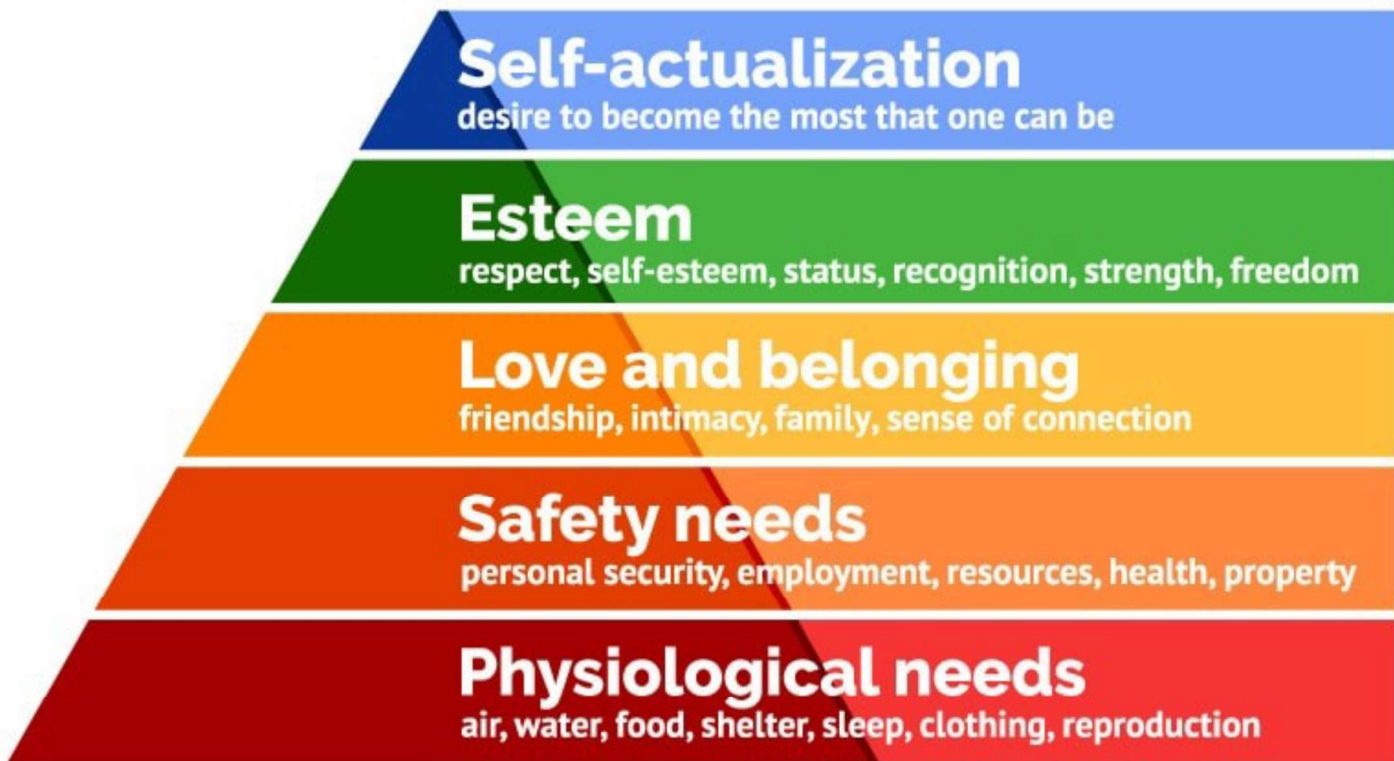 Self-actualization
desire to become the most that one can be
Esteem
respect, self-esteem, status, recognition, strength, freedom
Love and belonging
friendship, intimacy, family, sense of connection
Safety needs
personal security, employment, resources, health, property
Physiological needs
air, water, food, shelter, sleep, clothing, reproduction